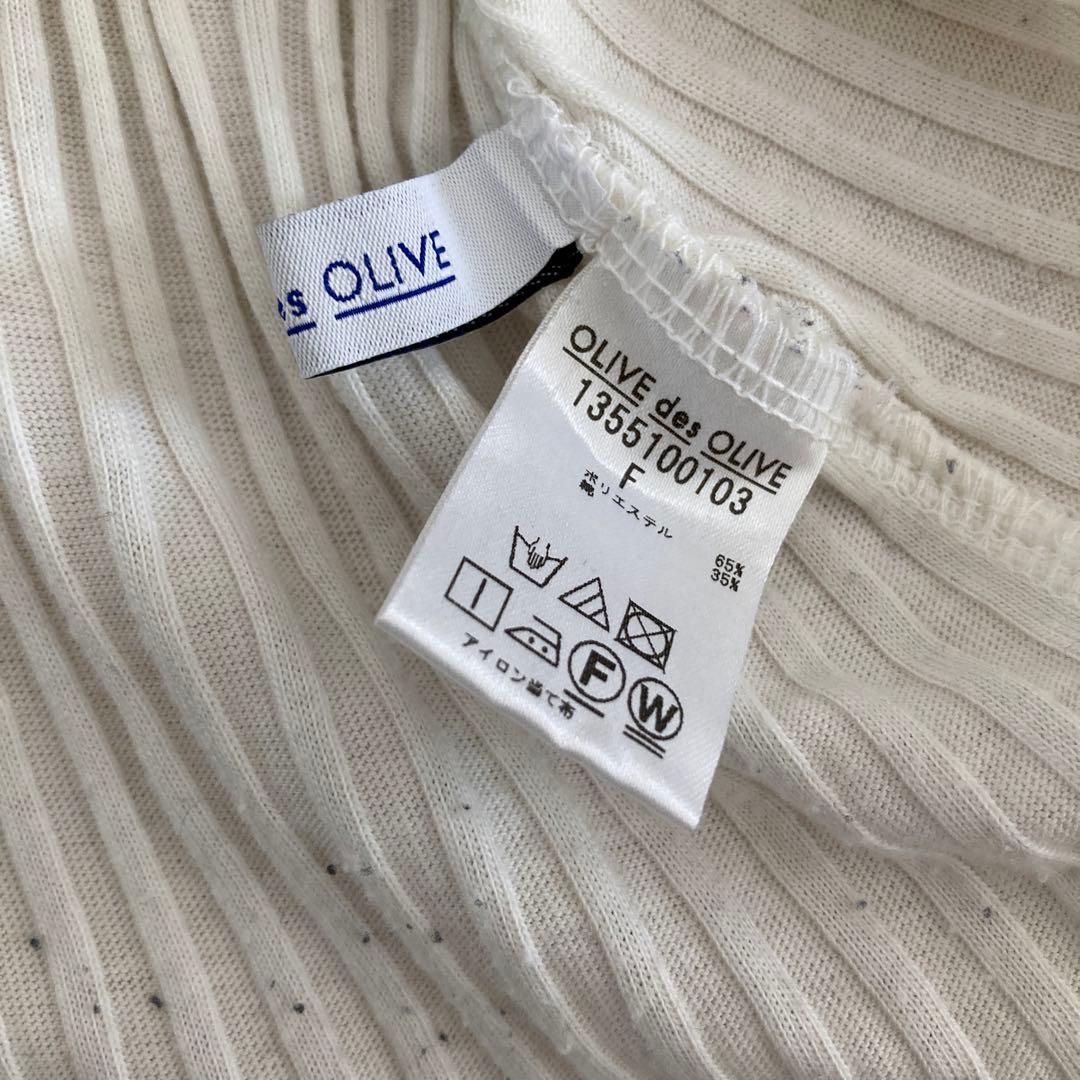 es OLIVE
OLIVE des OLIVE
1355100103
F
ポリエステル 65%
綿 35%
アイロン当て布
F W